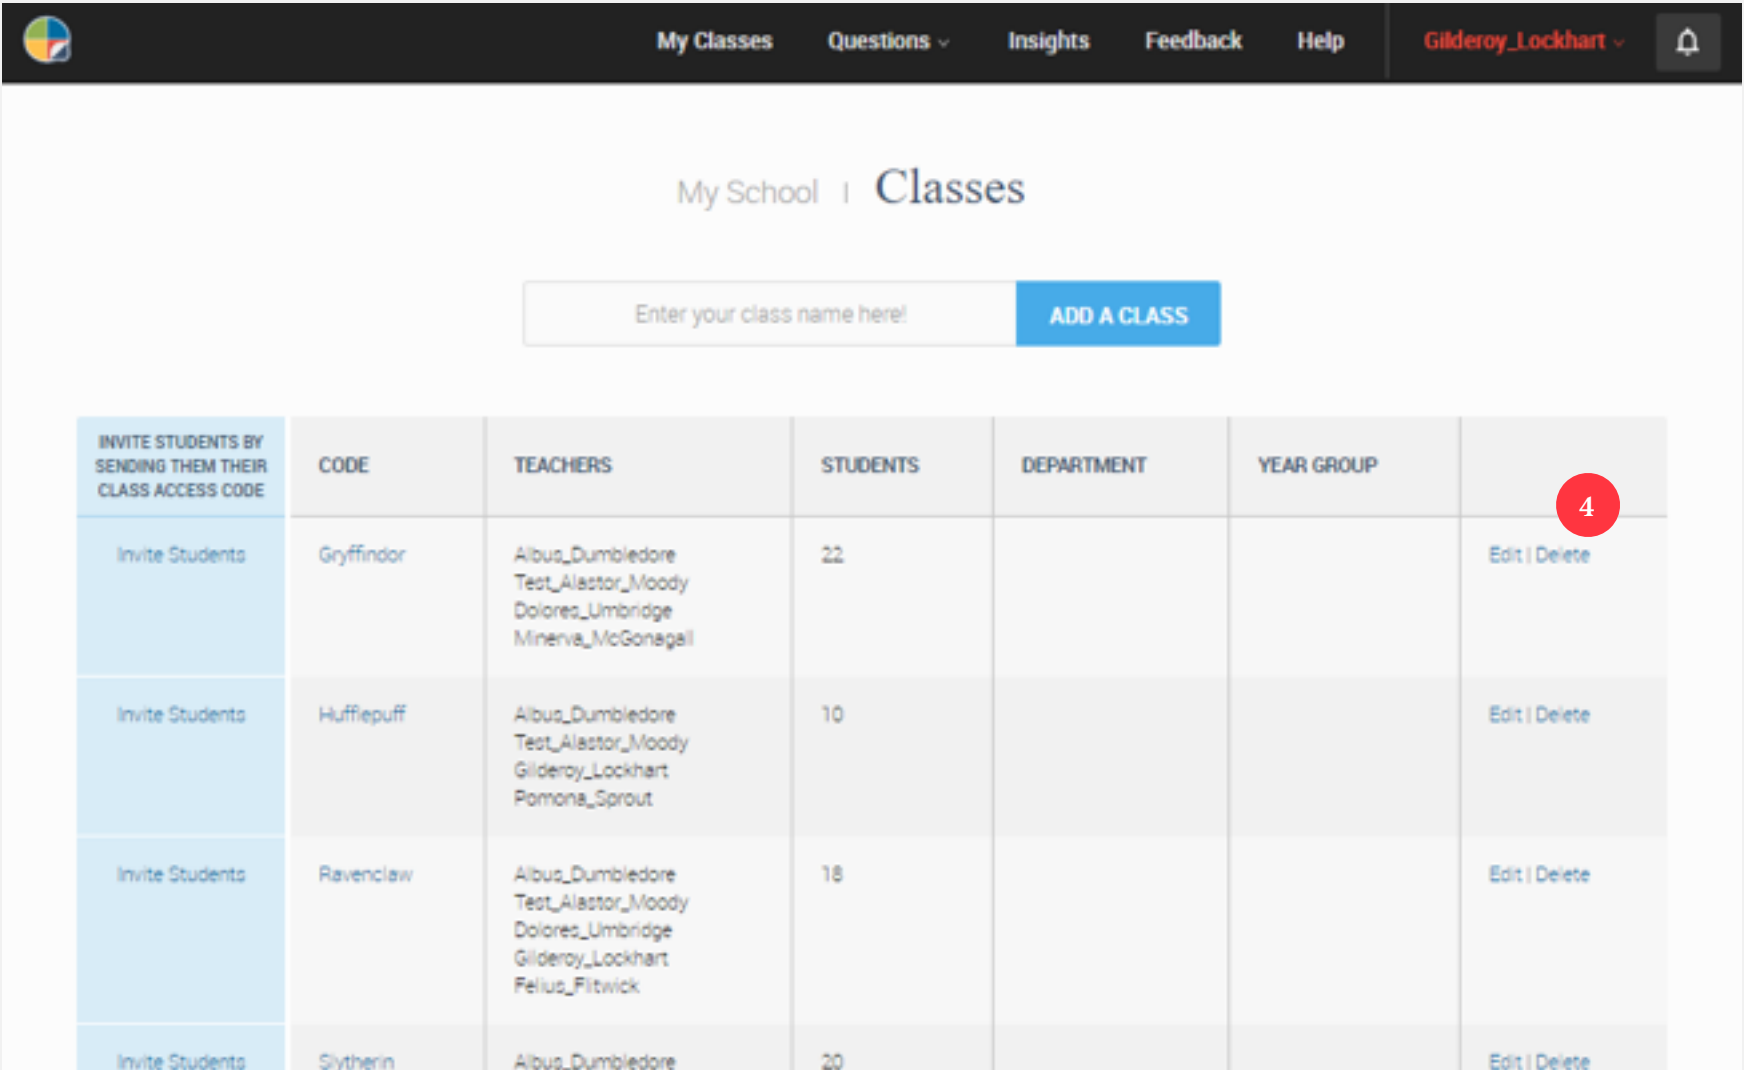 My Classes Questions Insights Feedback Help Gilderoy_Lockhart
My School | Classes
Enter your class name here! ADD A CLASS
INVITE STUDENTS BY
SENDING THEM THEIR
CLASS ACCESS CODE
CODE TEACHERS STUDENTS DEPARTMENT YEAR GROUP
4
Invite Students Gryffindor Albus_Dumbledore 22 Edit | Delete
Test_Alastor_Moody
Dolores_Umbridge
Minerva_McGonagall
Invite Students Hufflepuff Albus_Dumbledore 10 Edit | Delete
Test_Alastor_Moody
Gilderoy_Lockhart
Pomona_Sprout
Invite Students Ravenclaw Albus_Dumbledore 18 Edit | Delete
Test_Alastor_Moody
Dolores_Umbridge
Gilderoy_Lockhart
Felius_Flitwick
Invite Students Slytherin Albus_Dumbledore 20 Edit | Delete